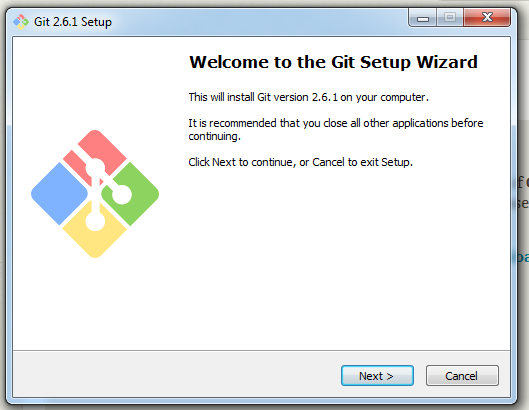 Git 2.6.1 Setup
Welcome to the Git Setup Wizard
This will install Git version 2.6.1 on your computer.
It is recommended that you close all other applications before
continuing.
Click Next to continue, or Cancel to exit Setup.
Next >
Cancel